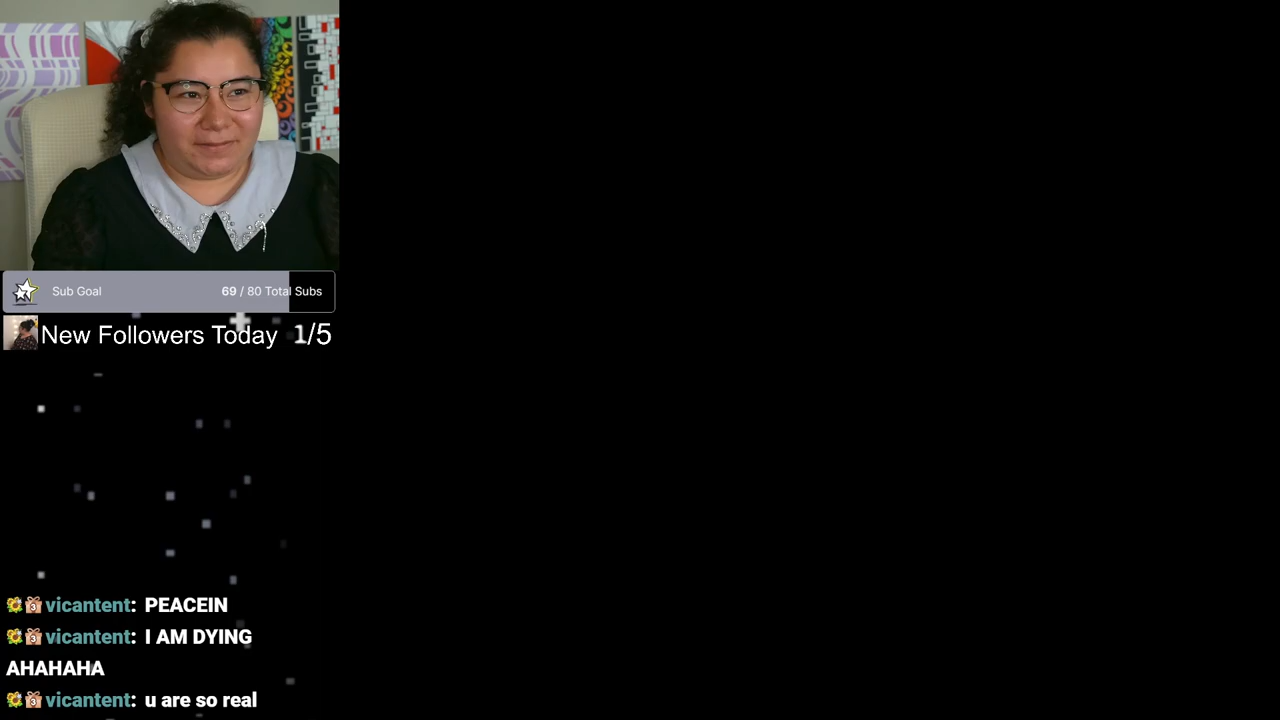 Sub Goal 69 / 80 Total Subs
New Followers Today 1/5
vicantent: PEACEIN
vicantent: I AM DYING
AHAHAHA
vicantent: u are so real